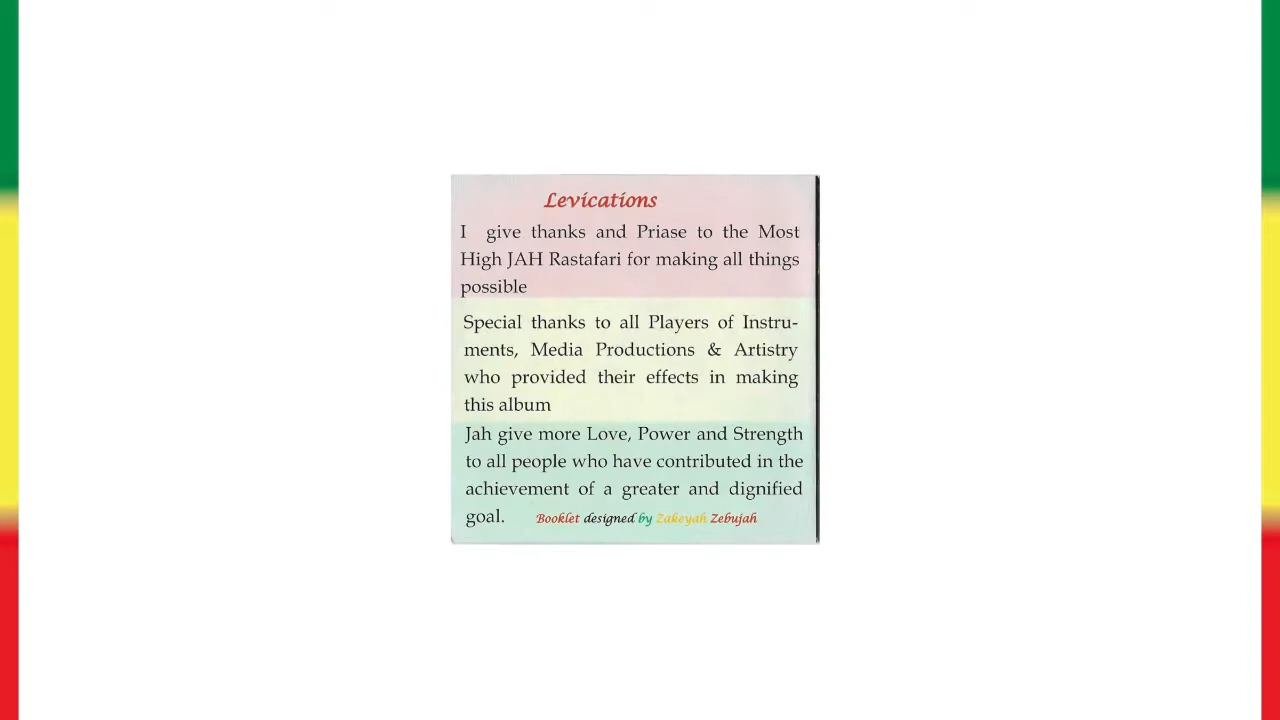 Levications
I give thanks and Priase to the Most
High JAH Rastafari for making all things
possible
Special thanks to all Players of Instru-
ments, Media Productions & Artistry
who provided their effects in making
this album
Jah give more Love, Power and Strength
to all people who have contributed in the
achievement of a greater and dignified
goal. Booklet designed by Zakeyah Zebujah